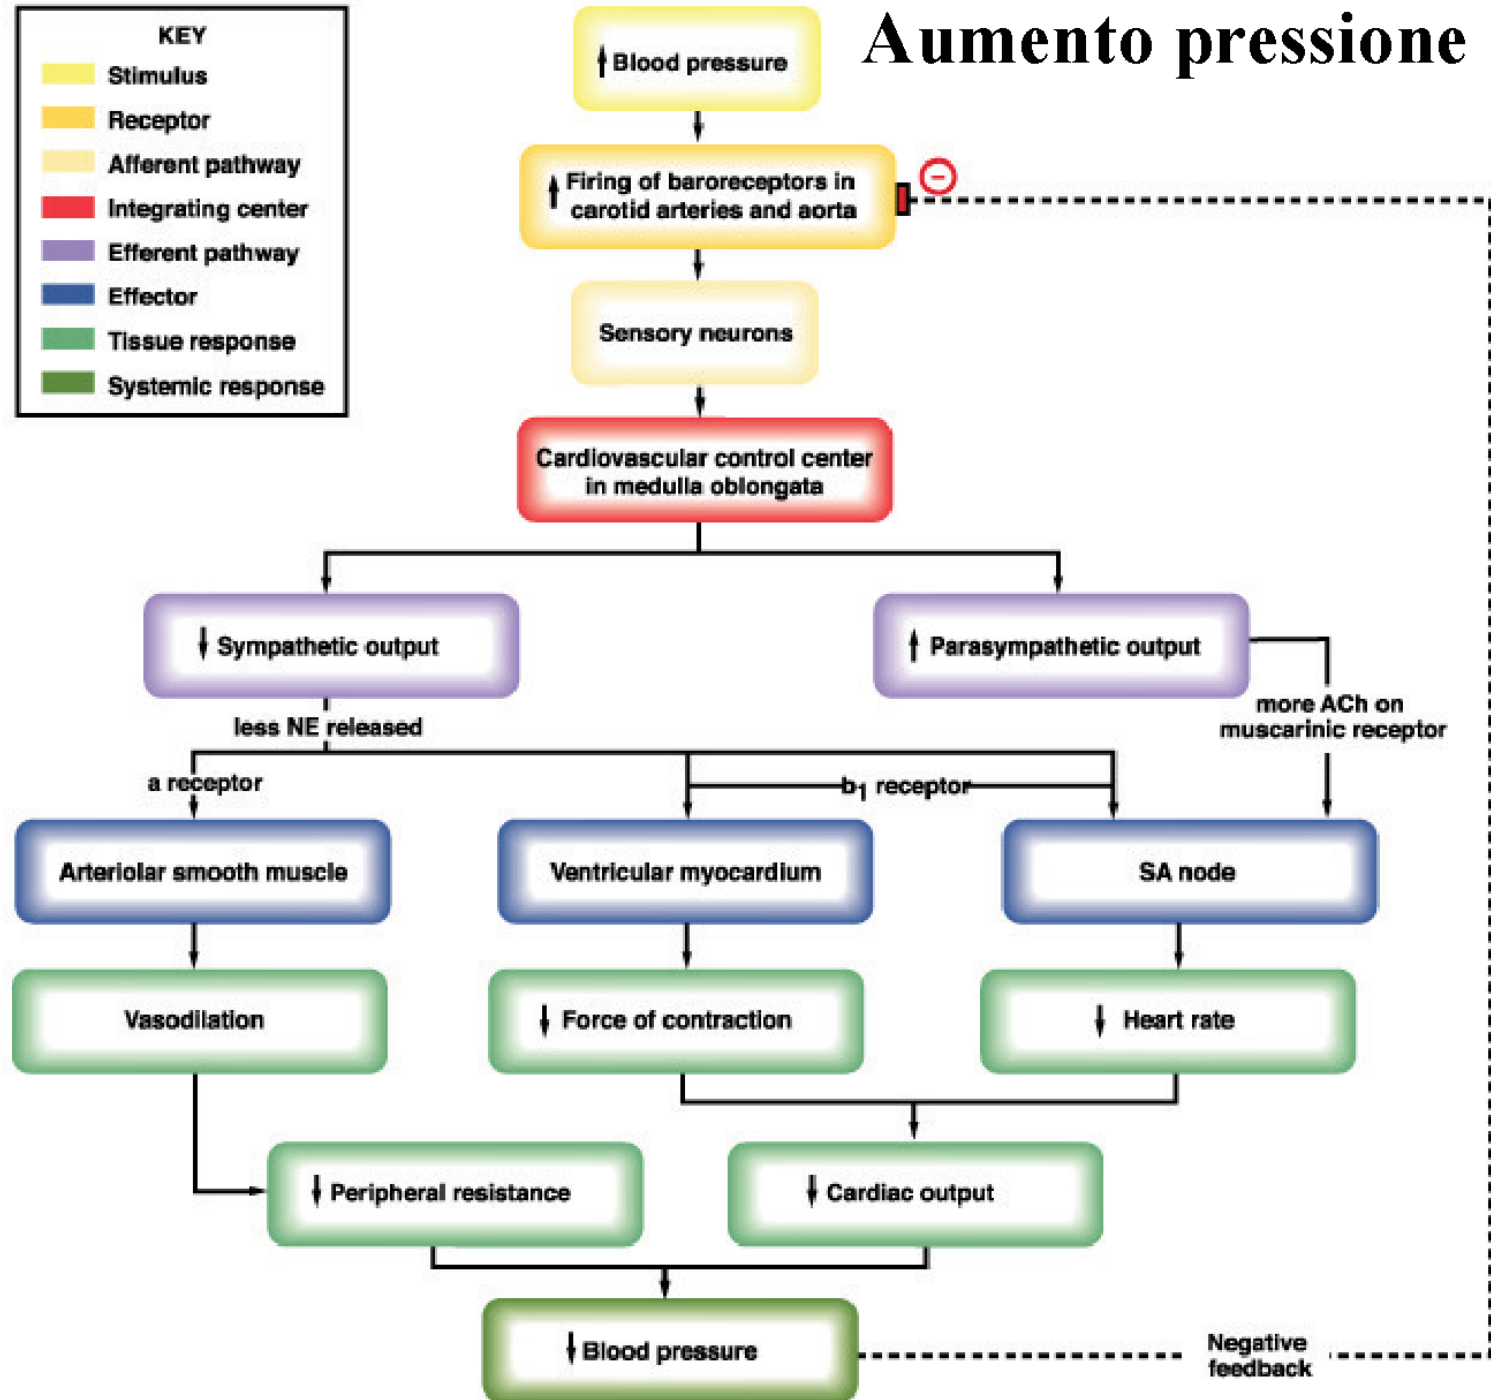 Aumento pressione
KEY
Stimulus
Receptor
Afferent pathway
Integrating center
Efferent pathway
Effector
Tissue response
Systemic response
↑ Blood pressure
↑ Firing of baroreceptors in
carotid arteries and aorta
−
Sensory neurons
Cardiovascular control center
in medulla oblongata
↓ Sympathetic output
↑ Parasympathetic output
less NE released
more ACh on
muscarinic receptor
a receptor
b1 receptor
Arteriolar smooth muscle
Ventricular myocardium
SA node
Vasodilation
↓ Force of contraction
↓ Heart rate
↓ Peripheral resistance
↓ Cardiac output
↓ Blood pressure
Negative
feedback